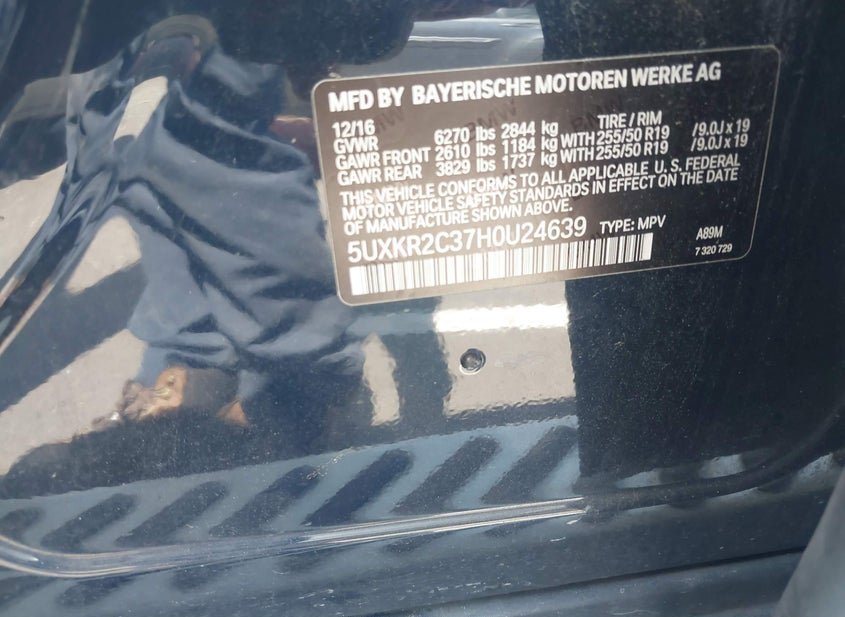 MFD BY BAYERISCHE MOTOREN WERKE AG
12/16 TIRE / RIM
GVWR 6270 lbs 2844 kg
GAWR FRONT 2610 lbs 1184 kg WITH 255/50 R19 /9.0J x 19
GAWR REAR 3829 lbs 1737 kg WITH 255/50 R19 /9.0J x 19
THIS VEHICLE CONFORMS TO ALL APPLICABLE U.S. FEDERAL
MOTOR VEHICLE SAFETY STANDARDS IN EFFECT ON THE DATE
OF MANUFACTURE SHOWN ABOVE.
5UXKR2C37H0U24639 TYPE: MPV A89M
7 320 729